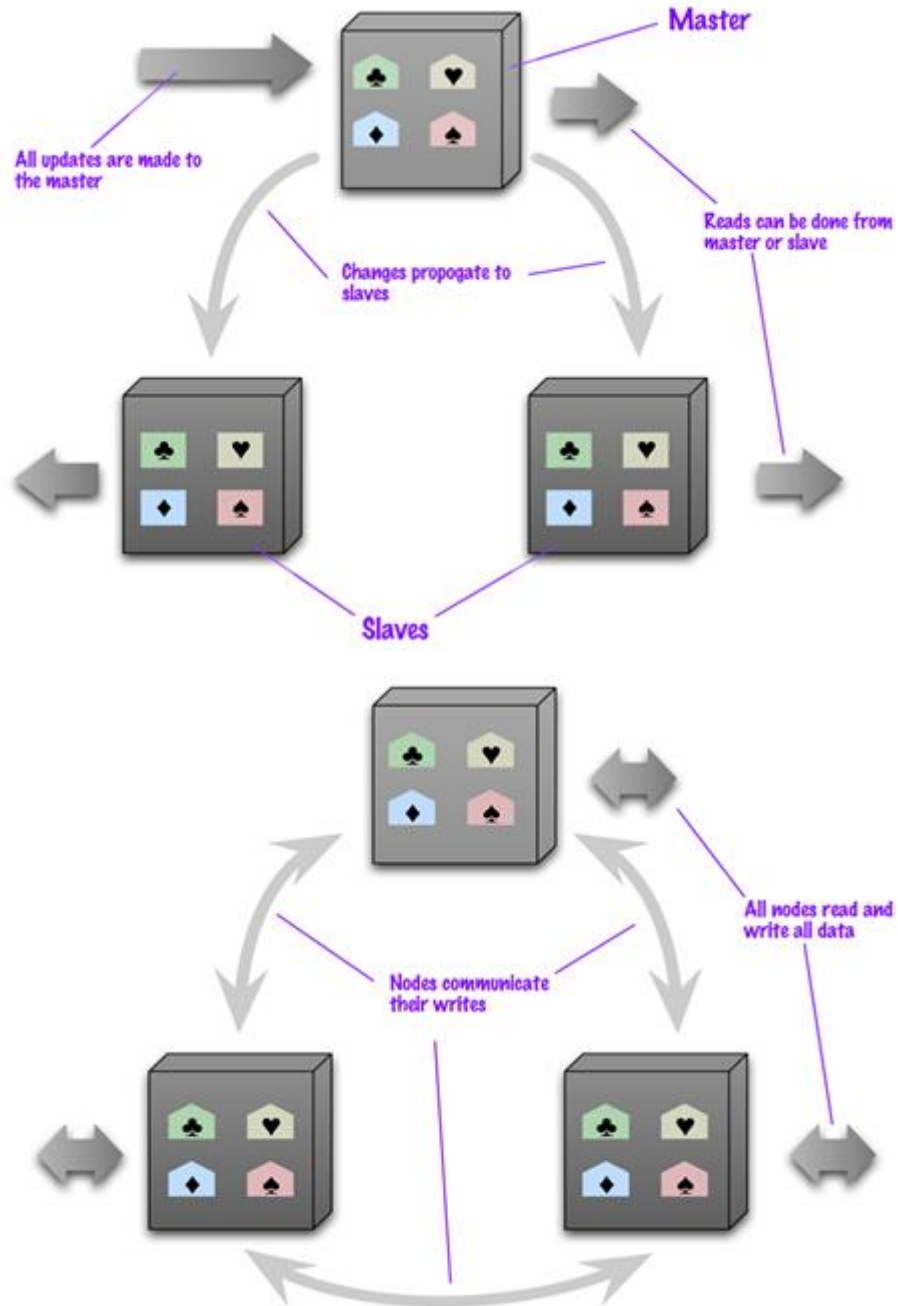 Master
All updates are made to
the master
Reads can be done from
master or slave
Changes propogate to
slaves
Slaves
All nodes read and
write all data
Nodes communicate
their writes